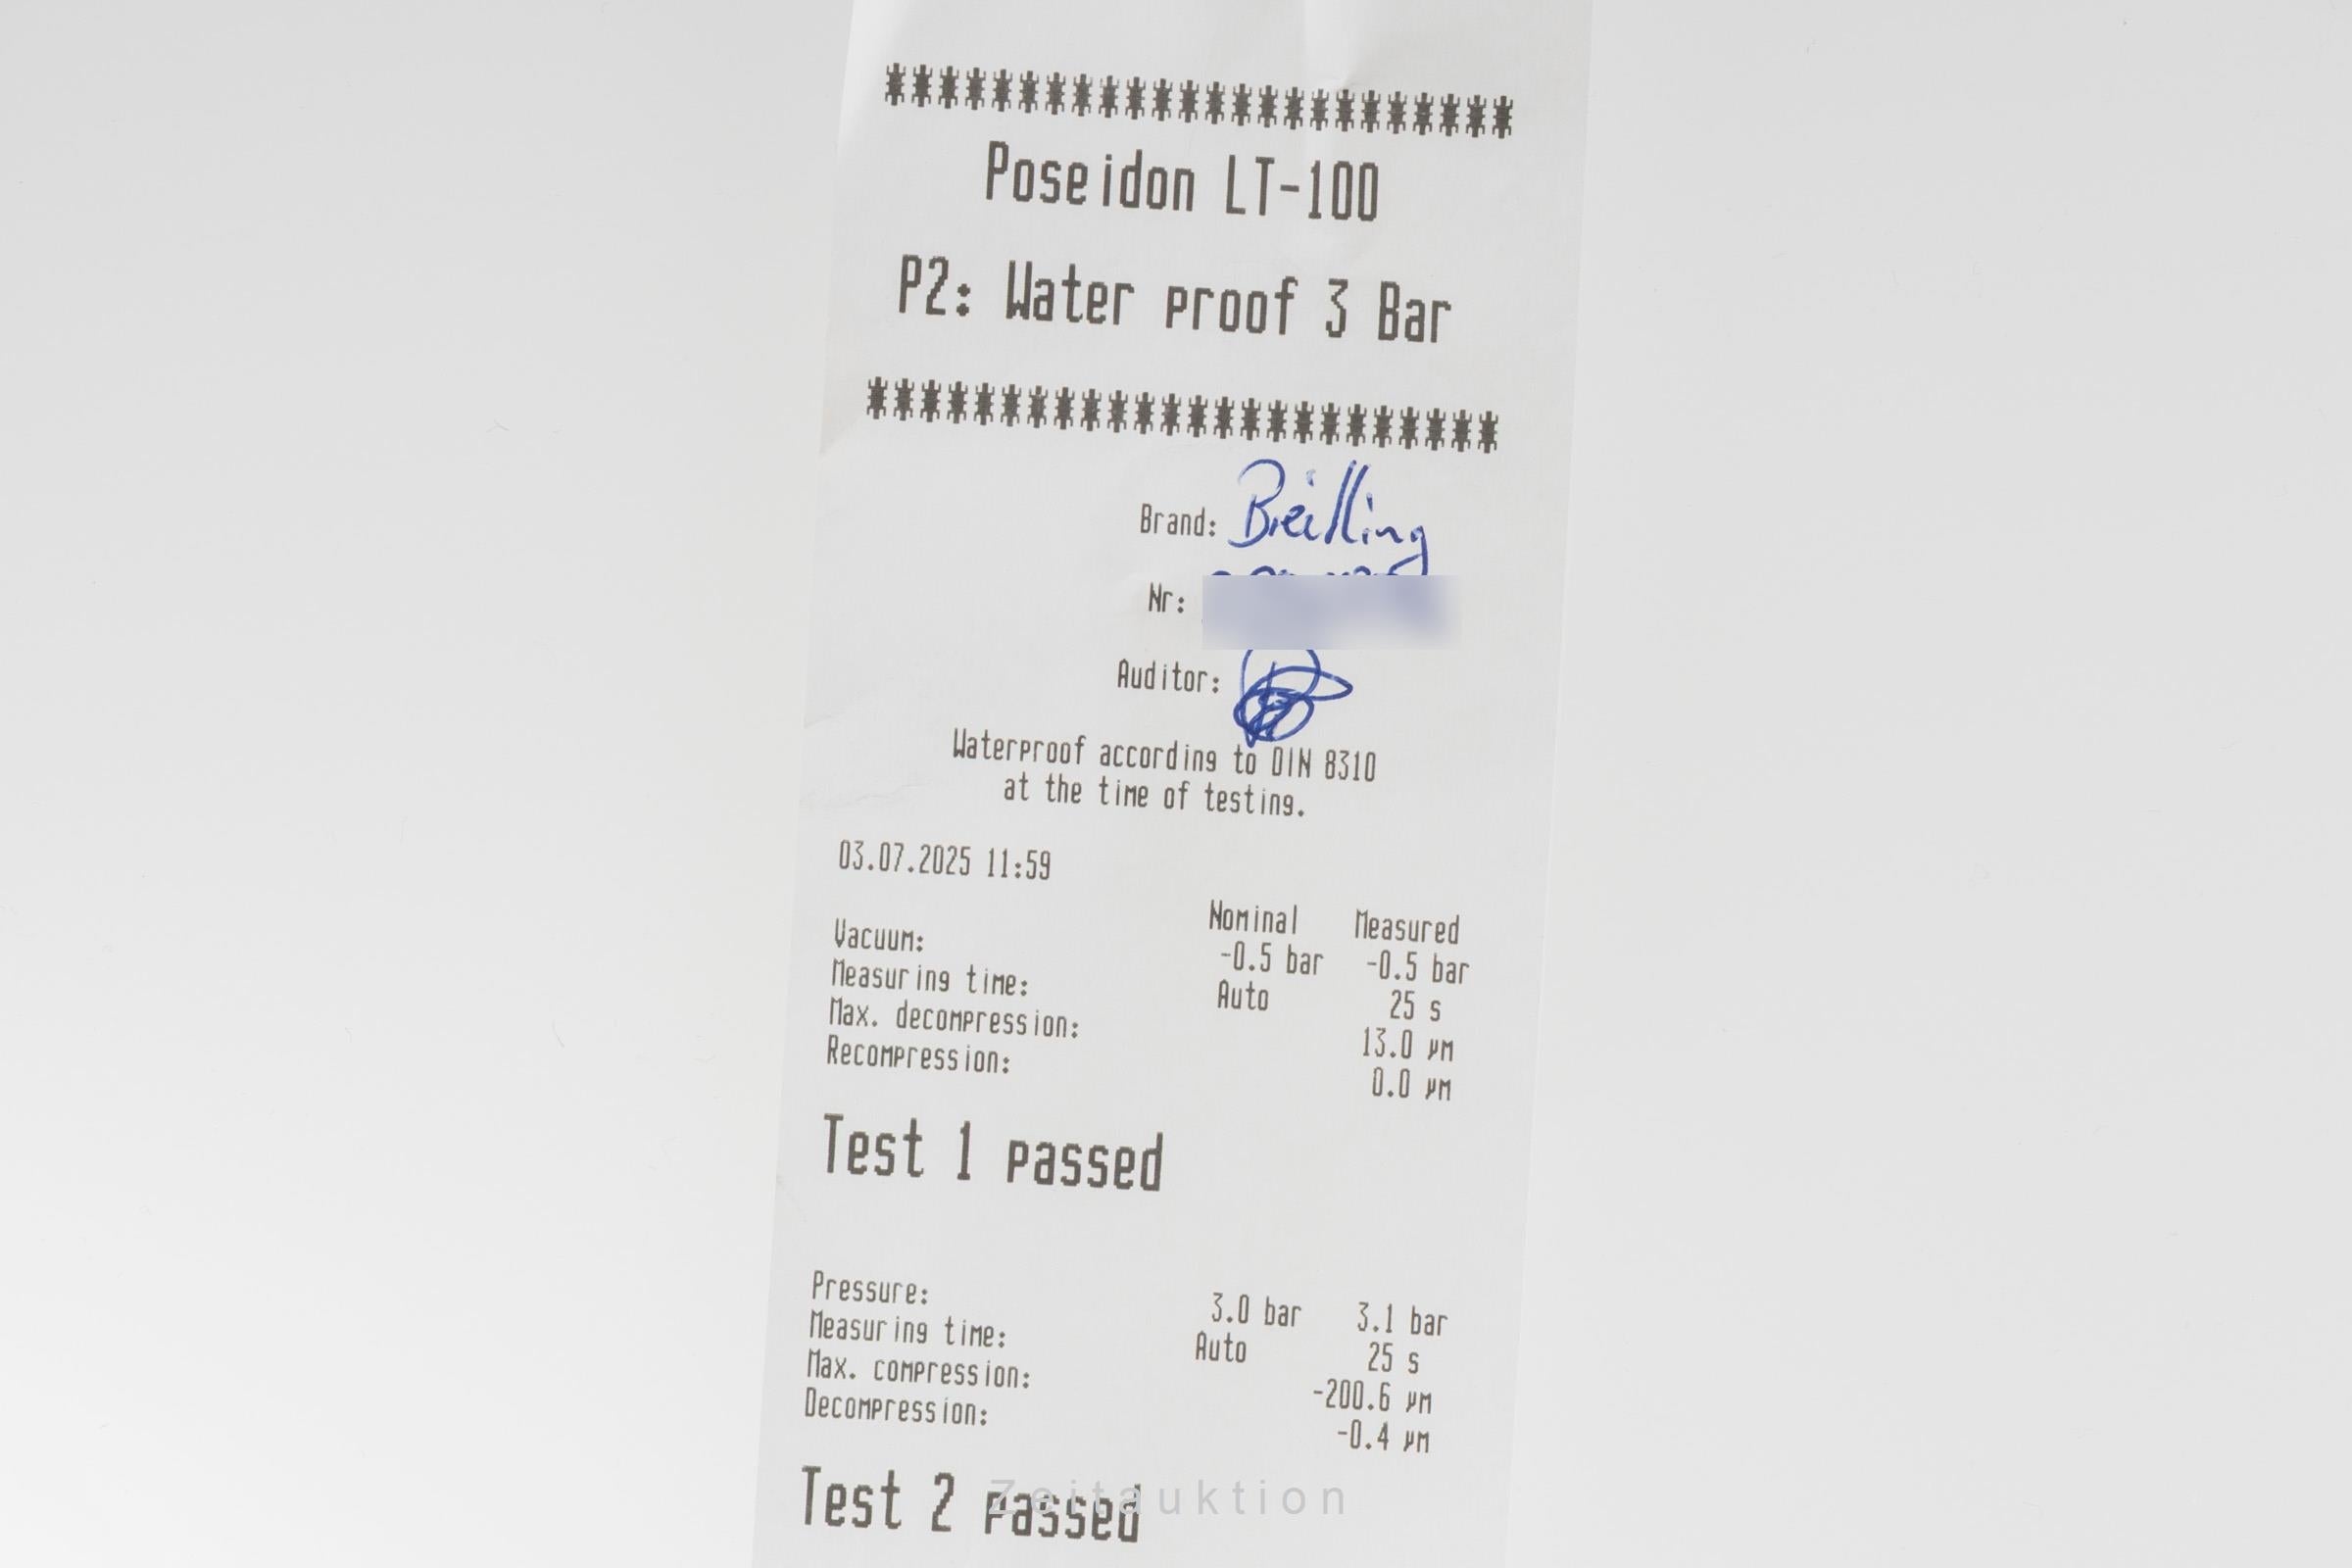 ************************
Poseidon LT-100
P2: Water proof 3 Bar
************************
Brand: Breitling
Nr:
Auditor:
Waterproof according to DIN 8310
at the time of testing.
03.07.2025 11:59
Nominal Measured
Vacuum: -0.5 bar -0.5 bar
Measuring time: Auto 25 s
Max. decompression: 13.0 µm
Recompression: 0.0 µm
Test 1 passed
Pressure: 3.0 bar 3.1 bar
Measuring time: Auto 25 s
Max. compression: -200.6 µm
Decompression: -0.4 µm
Test 2 passed
Zeitauktion